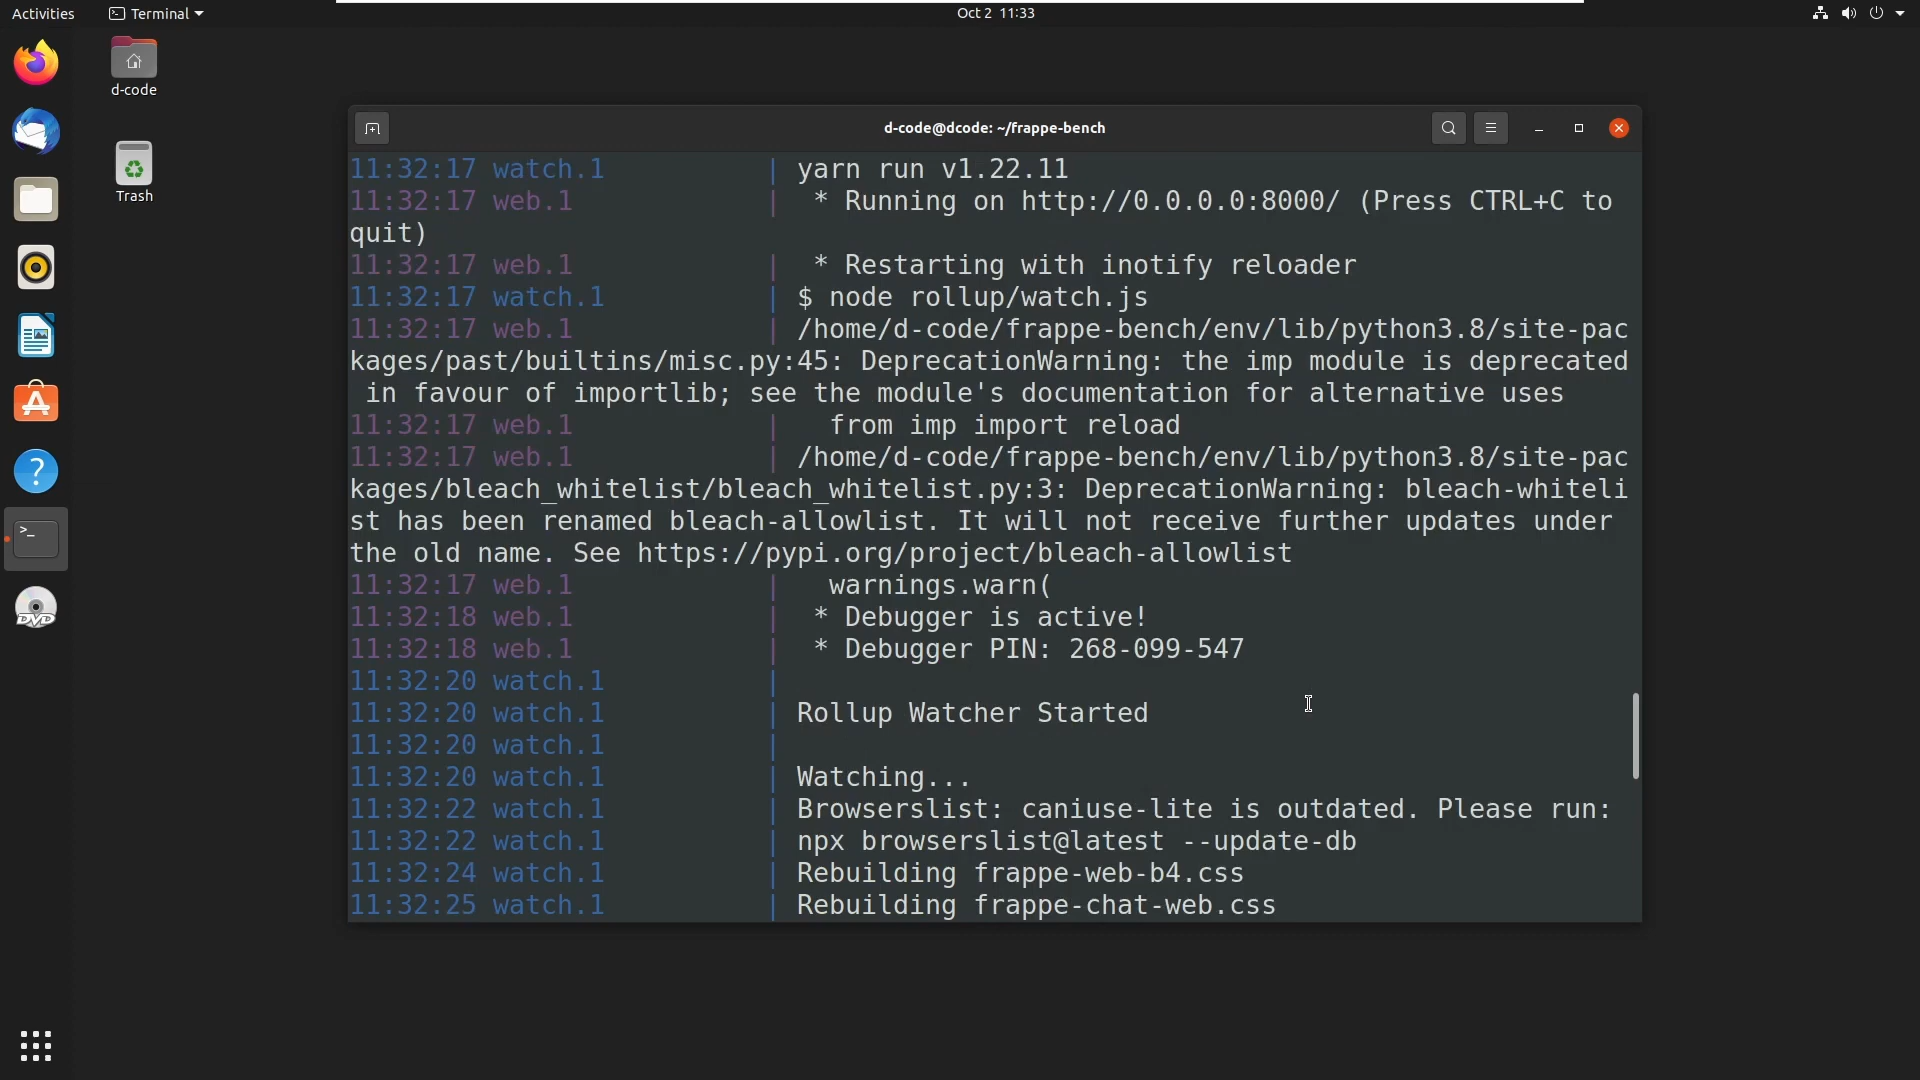 Activities
Terminal
Oct 2 11:33
d-code
Trash
d-code@dcode: ~/frappe-bench
11:32:17 watch.1 | yarn run v1.22.11
11:32:17 web.1 | * Running on http://0.0.0.0:8000/ (Press CTRL+C to
quit)
11:32:17 web.1 | * Restarting with inotify reloader
11:32:17 watch.1 | $ node rollup/watch.js
11:32:17 web.1 | /home/d-code/frappe-bench/env/lib/python3.8/site-pac
kages/past/builtins/misc.py:45: DeprecationWarning: the imp module is deprecated
in favour of importlib; see the module's documentation for alternative uses
11:32:17 web.1 | from imp import reload
11:32:17 web.1 | /home/d-code/frappe-bench/env/lib/python3.8/site-pac
kages/bleach_whitelist/bleach_whitelist.py:3: DeprecationWarning: bleach-whiteli
st has been renamed bleach-allowlist. It will not receive further updates under
the old name. See https://pypi.org/project/bleach-allowlist
11:32:17 web.1 | warnings.warn(
11:32:18 web.1 | * Debugger is active!
11:32:18 web.1 | * Debugger PIN: 268-099-547
11:32:20 watch.1 |
11:32:20 watch.1 | Rollup Watcher Started
11:32:20 watch.1 |
11:32:20 watch.1 | Watching...
11:32:22 watch.1 | Browserslist: caniuse-lite is outdated. Please run:
11:32:22 watch.1 | npx browserslist@latest --update-db
11:32:24 watch.1 | Rebuilding frappe-web-b4.css
11:32:25 watch.1 | Rebuilding frappe-chat-web.css
DVD